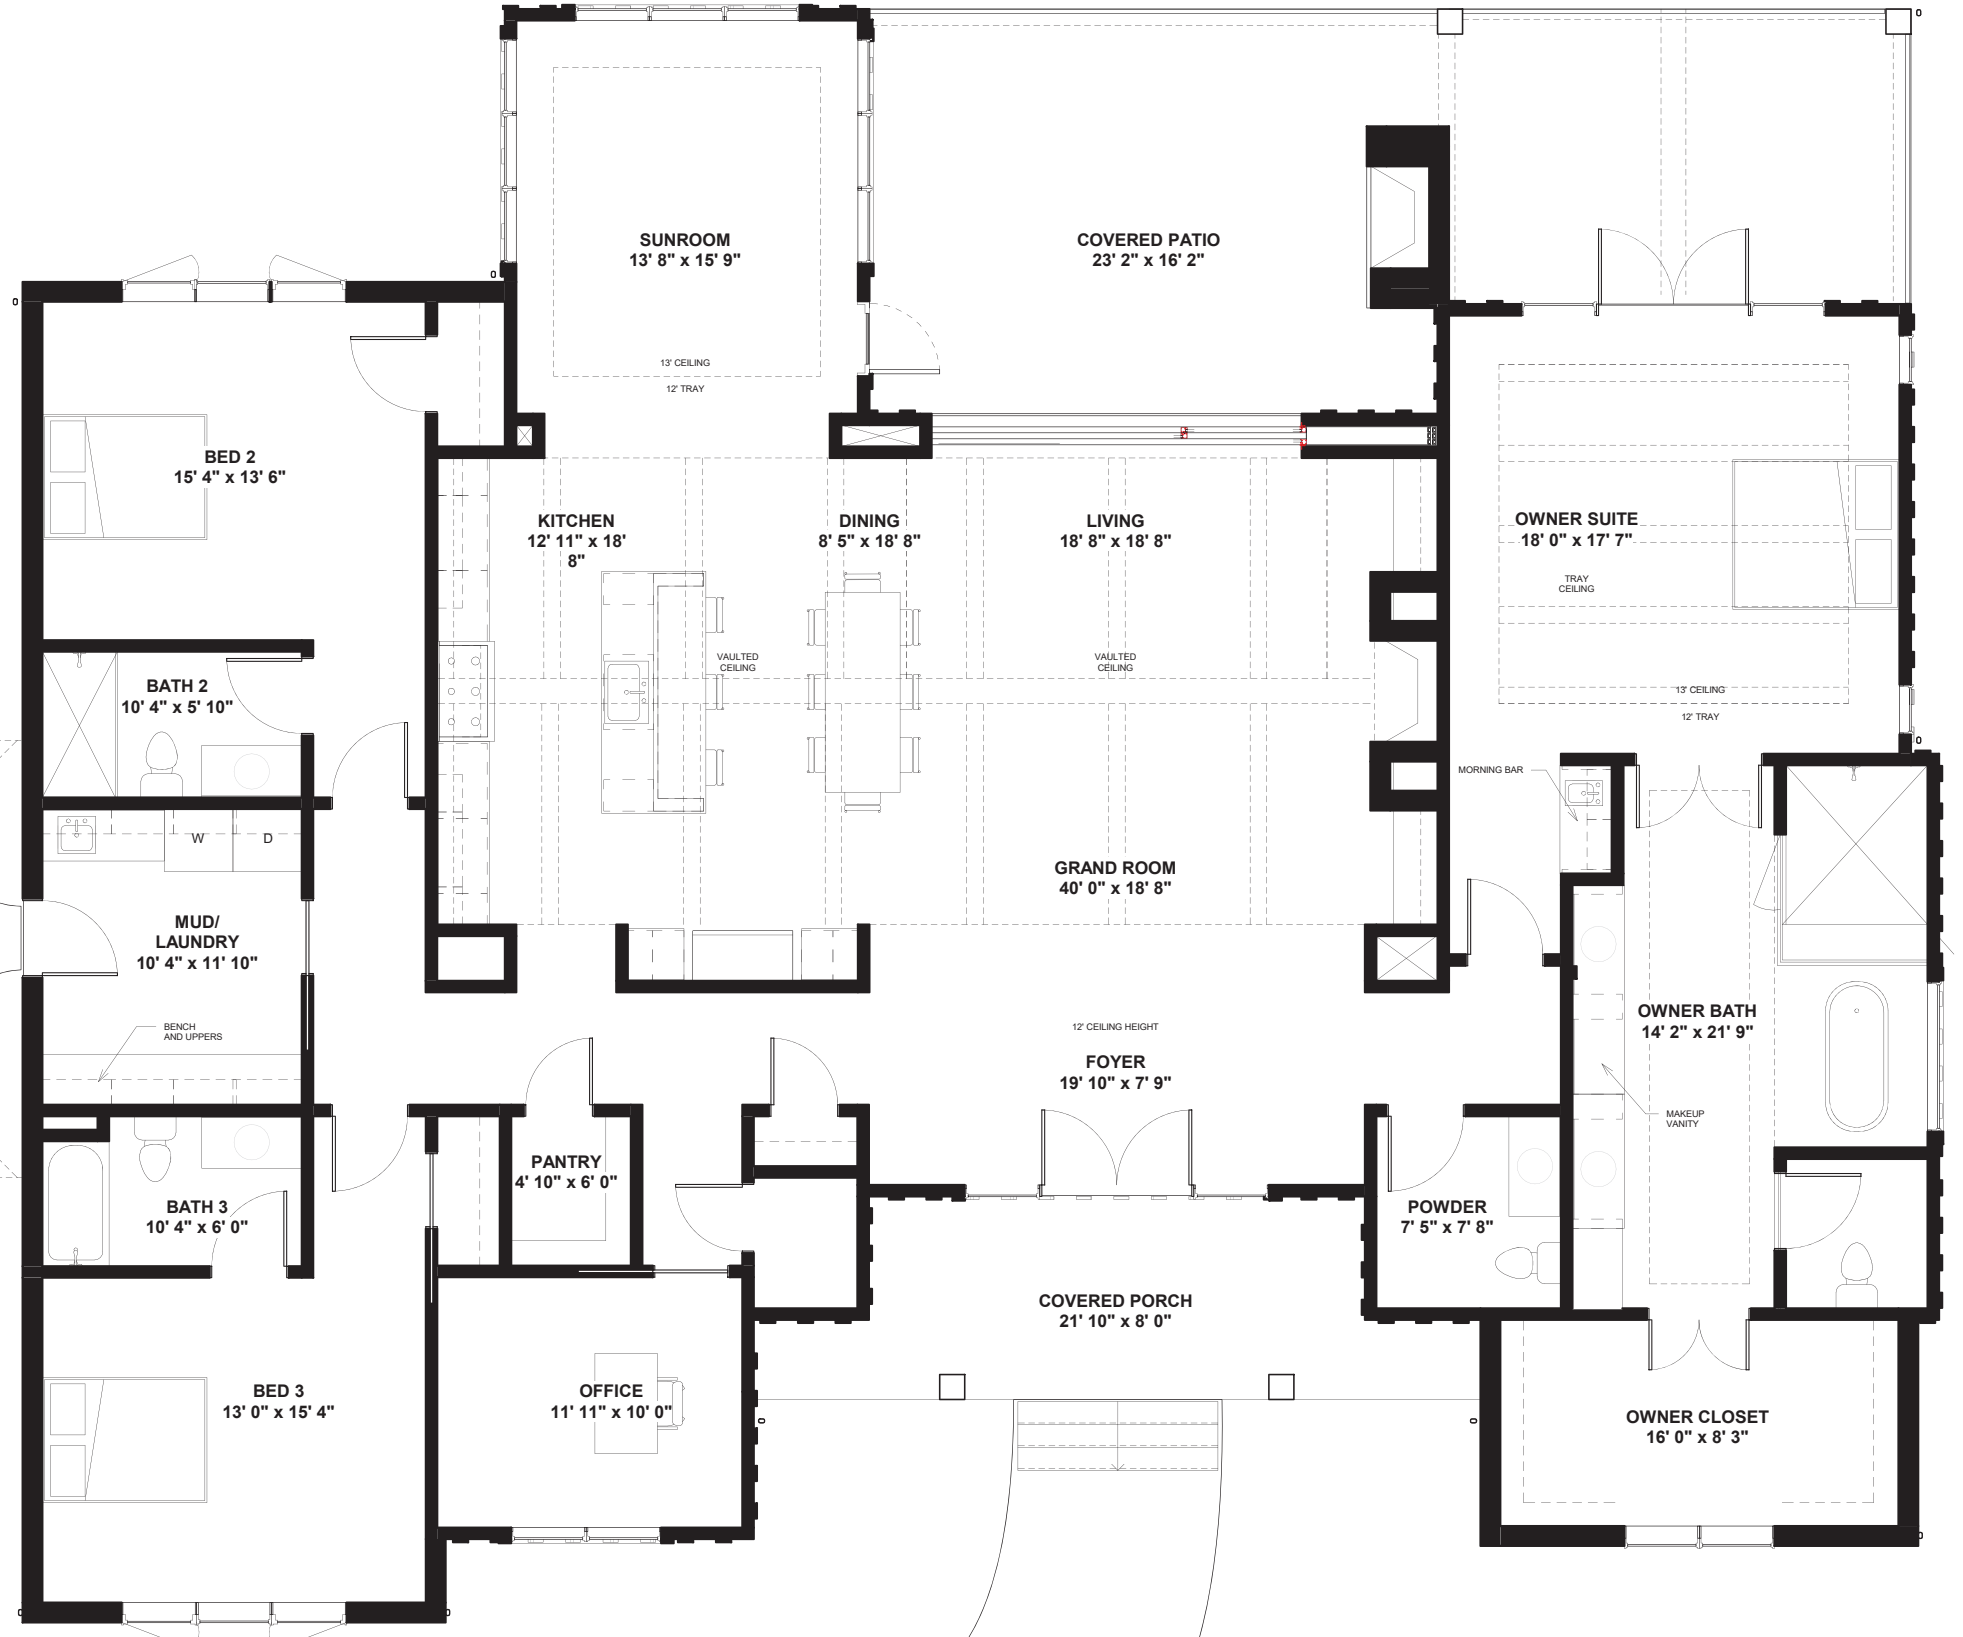 SUNROOM
13' 8" x 15' 9"
COVERED PATIO
23' 2" x 16' 2"
13' CEILING
12' TRAY
BED 2
15' 4" x 13' 6"
KITCHEN
12' 11" x 18'
8"
DINING
8' 5" x 18' 8"
LIVING
18' 8" x 18' 8"
OWNER SUITE
18' 0" x 17' 7"
TRAY
CEILING
VAULTED
CEILING
VAULTED
CEILING
BATH 2
10' 4" x 5' 10"
13' CEILING
12' TRAY
MORNING BAR
W
D
GRAND ROOM
40' 0" x 18' 8"
MUD/
LAUNDRY
10' 4" x 11' 10"
BENCH
AND UPPERS
OWNER BATH
14' 2" x 21' 9"
12' CEILING HEIGHT
FOYER
19' 10" x 7' 9"
MAKEUP
VANITY
PANTRY
4' 10" x 6' 0"
BATH 3
10' 4" x 6' 0"
POWDER
7' 5" x 7' 8"
COVERED PORCH
21' 10" x 8' 0"
BED 3
13' 0" x 15' 4"
OFFICE
11' 11" x 10' 0"
OWNER CLOSET
16' 0" x 8' 3"